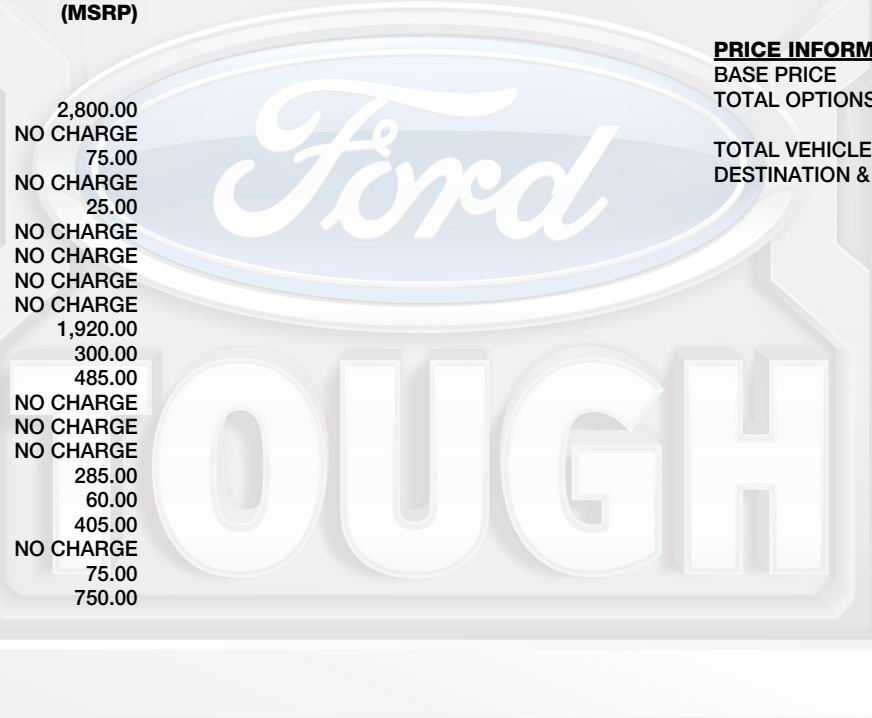 (MSRP)
2,800.00
NO CHARGE
75.00
NO CHARGE
25.00
NO CHARGE
NO CHARGE
NO CHARGE
NO CHARGE
1,920.00
300.00
485.00
NO CHARGE
NO CHARGE
NO CHARGE
285.00
60.00
405.00
NO CHARGE
75.00
750.00
PRICE INFORM
BASE PRICE
TOTAL OPTIONS
TOTAL VEHICLE
DESTINATION &
Ford
TOUGH